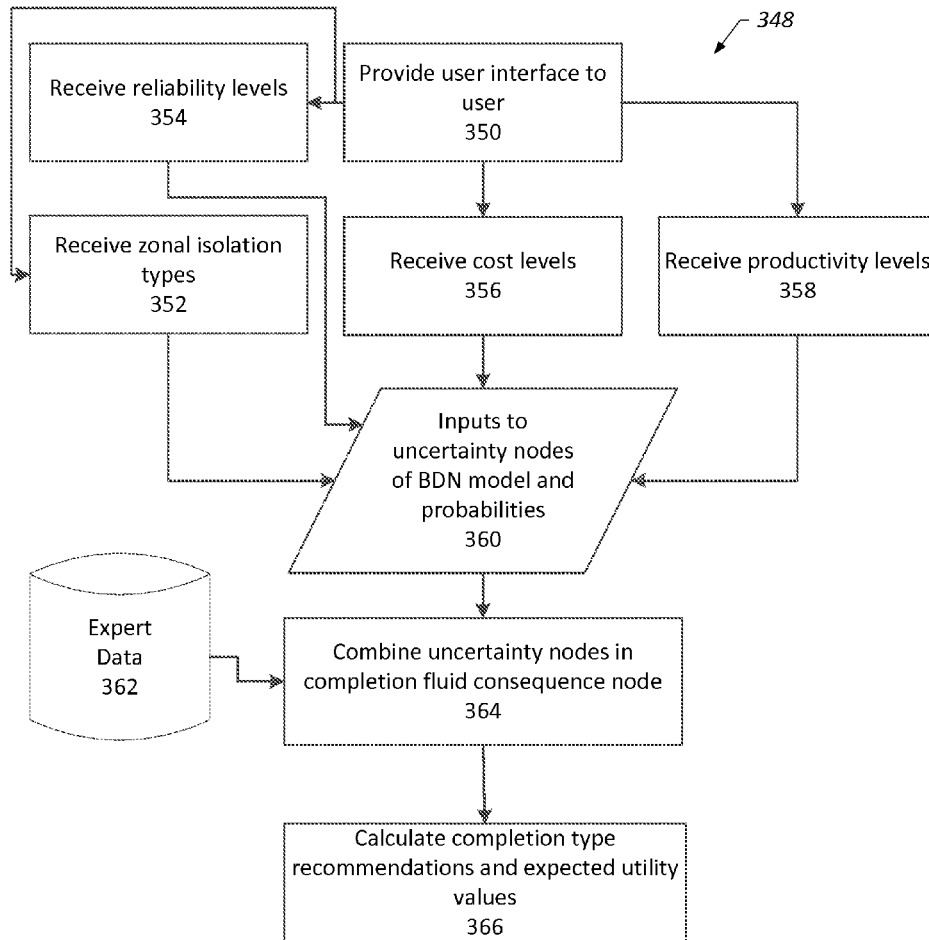 348
Receive reliability levels
354
Provide user interface to
user
350
Receive zonal isolation
types
352
Receive cost levels
356
Receive productivity levels
358
Inputs to
uncertainty nodes
of BDN model and
probabilities
360
Expert
Data
362
Combine uncertainty nodes in
completion fluid consequence node
364
Calculate completion type
recommendations and expected utility
values
366